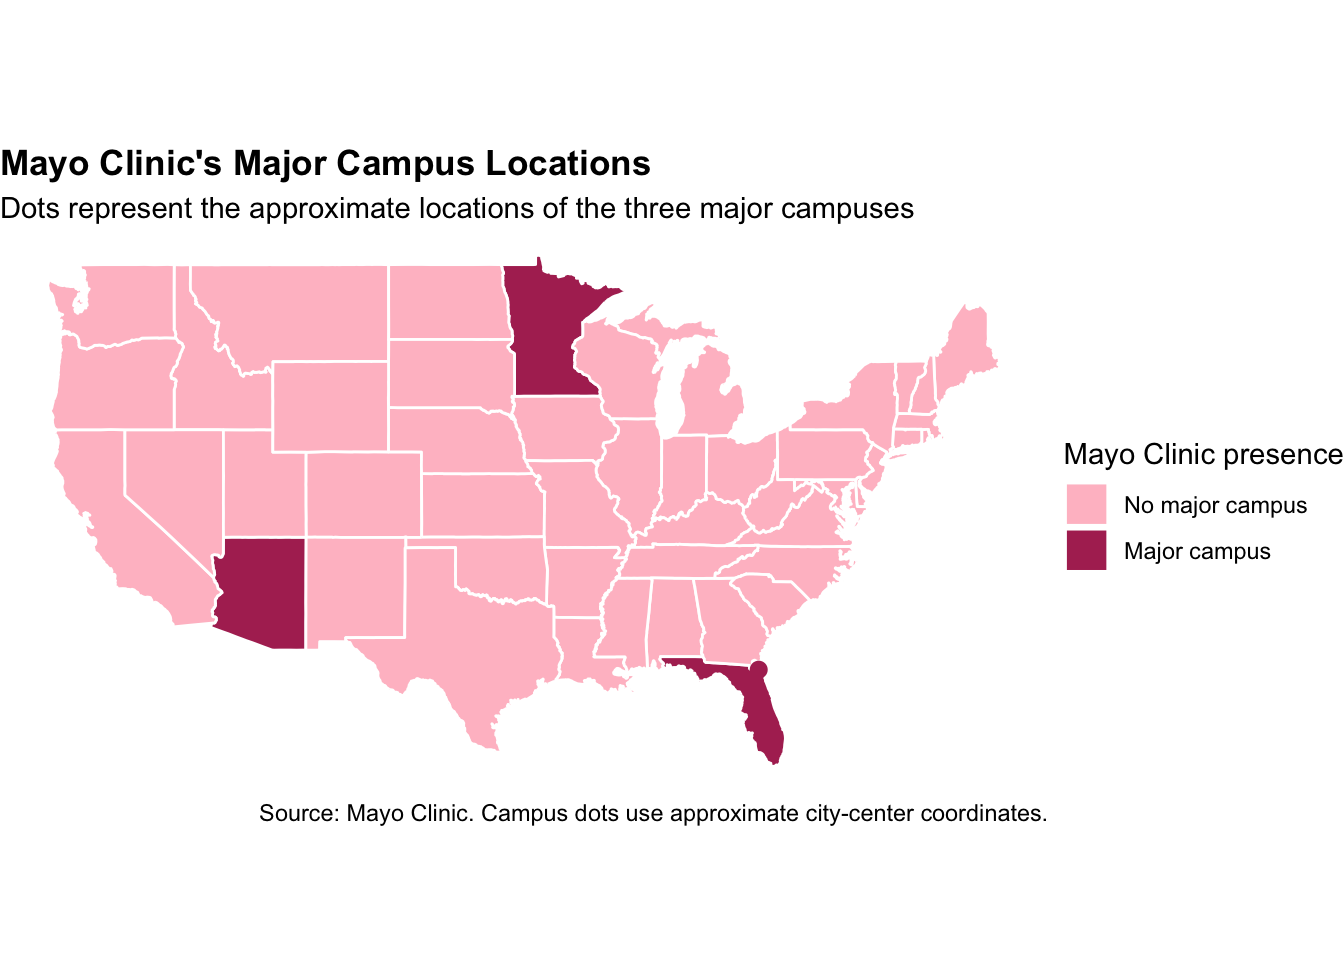 Mayo Clinic's Major Campus Locations
Dots represent the approximate locations of the three major campuses
Mayo Clinic presence
No major campus
Major campus
Source: Mayo Clinic. Campus dots use approximate city-center coordinates.